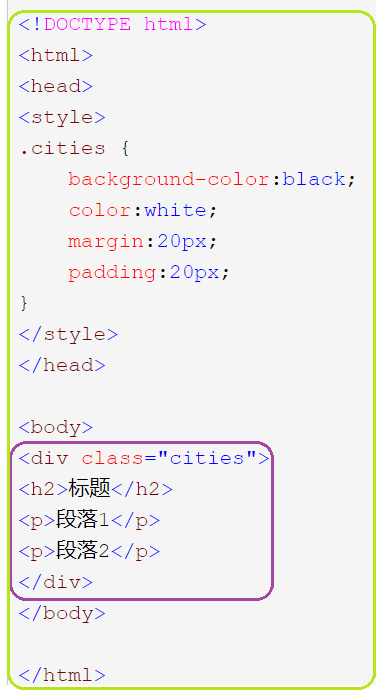 <!DOCTYPE html>
<html>
<head>
<style>
.cities {
    background-color:black;
    color:white;
    margin:20px;
    padding:20px;
}
</style>
</head>

<body>
<div class="cities">
<h2>标题</h2>
<p>段落1</p>
<p>段落2</p>
</div>
</body>

</html>